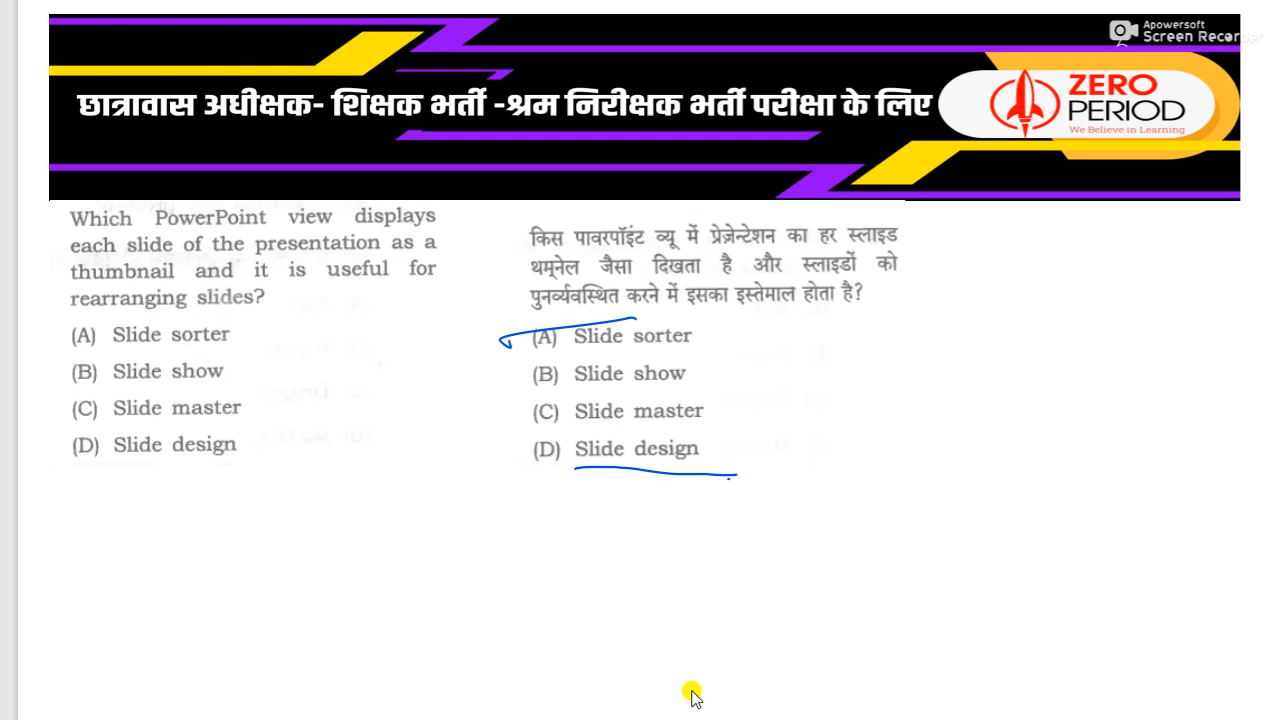 Apowersoft
Screen Recorder
छात्रावास अधीक्षक- शिक्षक भर्ती -श्रम निरीक्षक भर्ती परीक्षा के लिए
ZERO
PERIOD
We Believe in Learning
Which PowerPoint view displays
each slide of the presentation as a
thumbnail and it is useful for
rearranging slides?
(A) Slide sorter
(B) Slide show
(C) Slide master
(D) Slide design
किस पावरपॉइंट व्यू में प्रेज़ेन्टेशन का हर स्लाइड
थम्नेल जैसा दिखता है और स्लाइडों को
पुनर्व्यवस्थित करने में इसका इस्तेमाल होता है?
(A) Slide sorter
(B) Slide show
(C) Slide master
(D) Slide design